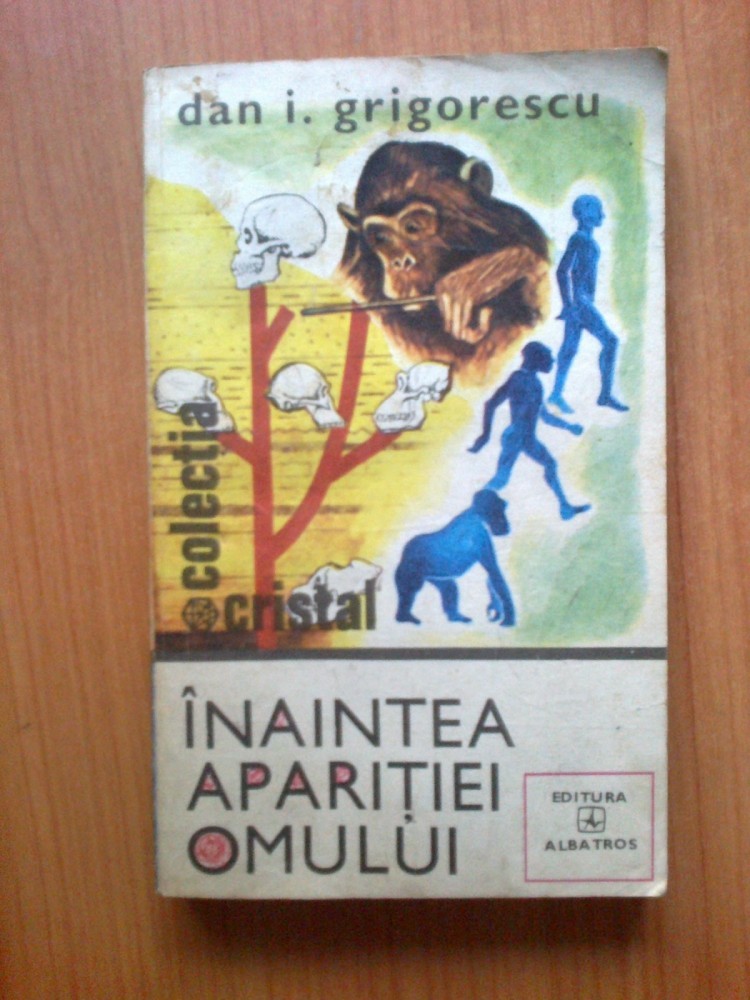 dan i. grigorescu
colecția
cristal
ÎNAINTEA
APARIȚIEI
OMULUI
EDITURA
ALBATROS